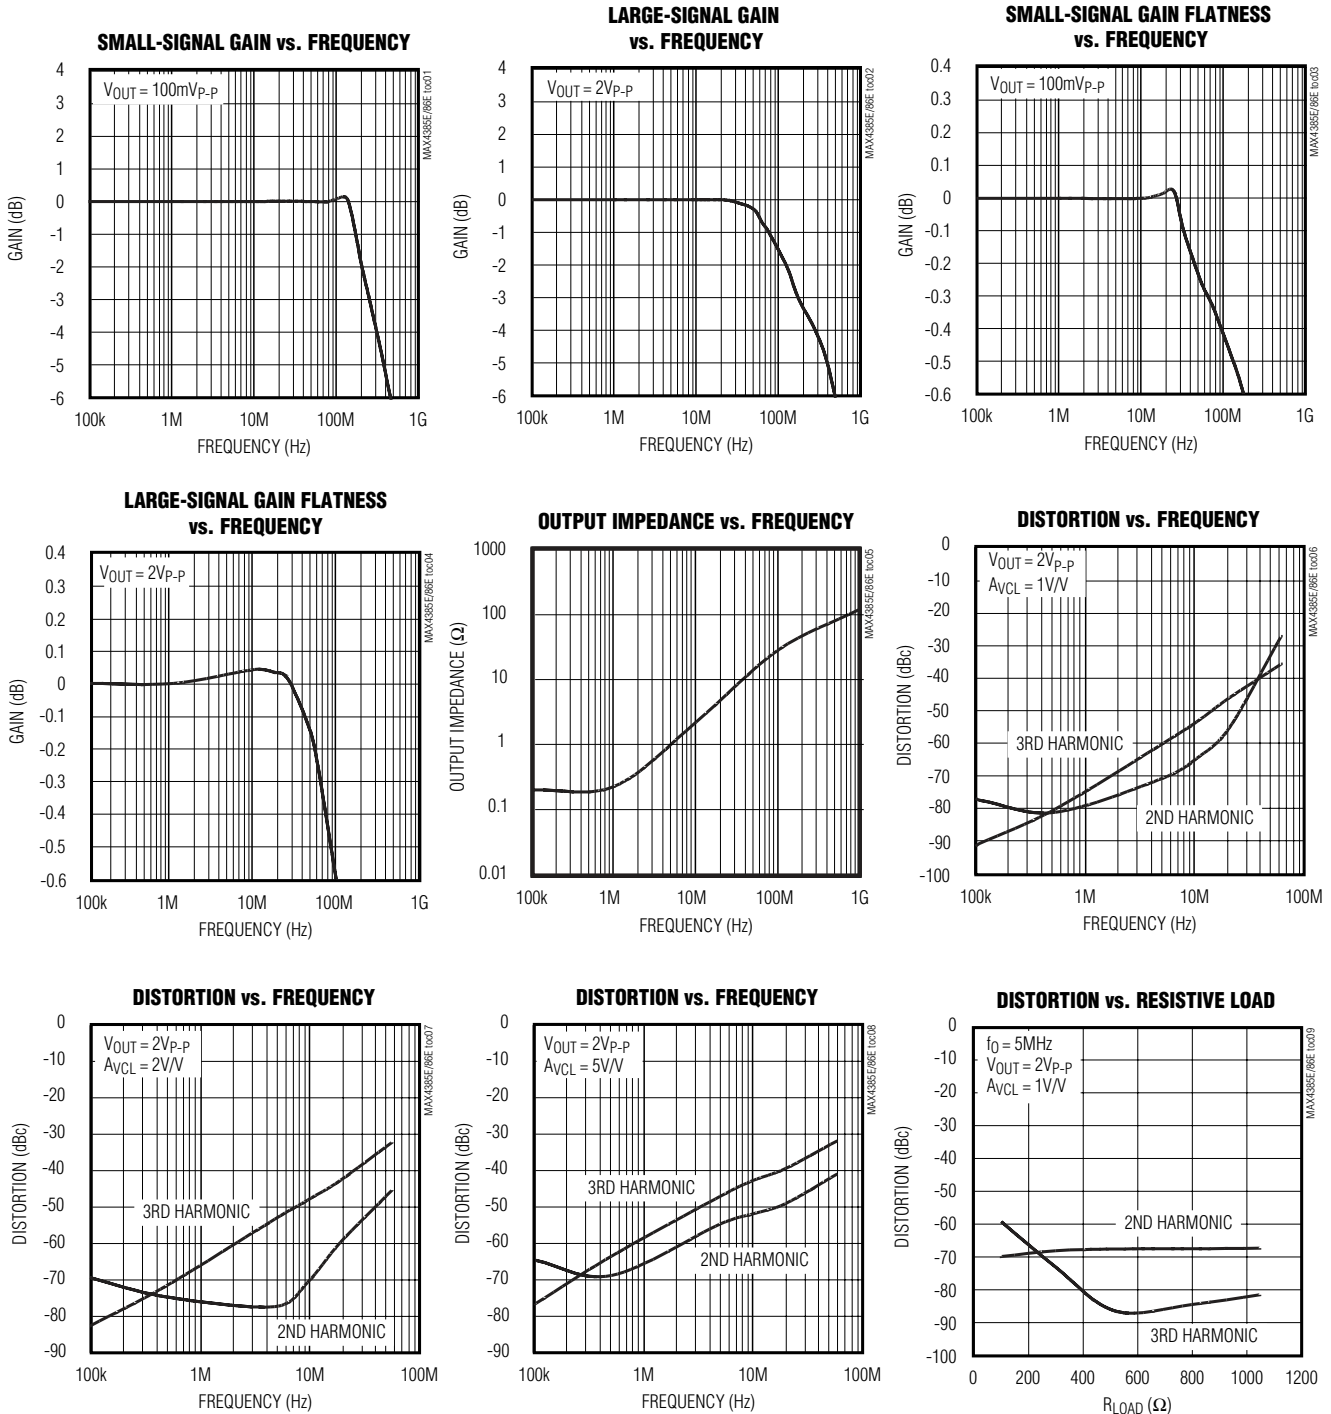 SMALL-SIGNAL GAIN vs. FREQUENCY
VOUT = 100mVP-P
MAX4385E/86E toc01
GAIN (dB)
4
3
2
1
0
-1
-2
-3
-4
-5
-6
100k 1M 10M 100M 1G
FREQUENCY (Hz)
LARGE-SIGNAL GAIN
vs. FREQUENCY
VOUT = 2VP-P
MAX4385E/86E toc02
GAIN (dB)
4
3
2
1
0
-1
-2
-3
-4
-5
-6
100k 1M 10M 100M 1G
FREQUENCY (Hz)
SMALL-SIGNAL GAIN FLATNESS
vs. FREQUENCY
VOUT = 100mVP-P
MAX4385E/86E toc03
GAIN (dB)
0.4
0.3
0.2
0.1
0
-0.1
-0.2
-0.3
-0.4
-0.5
-0.6
100k 1M 10M 100M 1G
FREQUENCY (Hz)
LARGE-SIGNAL GAIN FLATNESS
vs. FREQUENCY
VOUT = 2VP-P
MAX4385E/86E toc04
GAIN (dB)
0.4
0.3
0.2
0.1
0
-0.1
-0.2
-0.3
-0.4
-0.5
-0.6
100k 1M 10M 100M 1G
FREQUENCY (Hz)
OUTPUT IMPEDANCE vs. FREQUENCY
MAX4385E/86E toc05
OUTPUT IMPEDANCE (Ω)
1000
100
10
1
0.1
0.01
100k 1M 10M 100M 1G
FREQUENCY (Hz)
DISTORTION vs. FREQUENCY
VOUT = 2VP-P
AVCL = 1V/V
MAX4385E/86E toc06
DISTORTION (dBc)
0
-10
-20
-30
-40
-50
-60
-70
-80
-90
-100
3RD HARMONIC
2ND HARMONIC
100k 1M 10M 100M
FREQUENCY (Hz)
DISTORTION vs. FREQUENCY
VOUT = 2VP-P
AVCL = 2V/V
MAX4385E/86E toc07
DISTORTION (dBc)
0
-10
-20
-30
-40
-50
-60
-70
-80
-90
3RD HARMONIC
2ND HARMONIC
100k 1M 10M 100M
FREQUENCY (Hz)
DISTORTION vs. FREQUENCY
VOUT = 2VP-P
AVCL = 5V/V
MAX4385E/86E toc08
DISTORTION (dBc)
0
-10
-20
-30
-40
-50
-60
-70
-80
-90
3RD HARMONIC
2ND HARMONIC
100k 1M 10M 100M
FREQUENCY (Hz)
DISTORTION vs. RESISTIVE LOAD
fO = 5MHz
VOUT = 2VP-P
AVCL = 1V/V
MAX4385E/86E toc09
DISTORTION (dBc)
0
-10
-20
-30
-40
-50
-60
-70
-80
-90
-100
2ND HARMONIC
3RD HARMONIC
0 200 400 600 800 1000 1200
RLOAD (Ω)